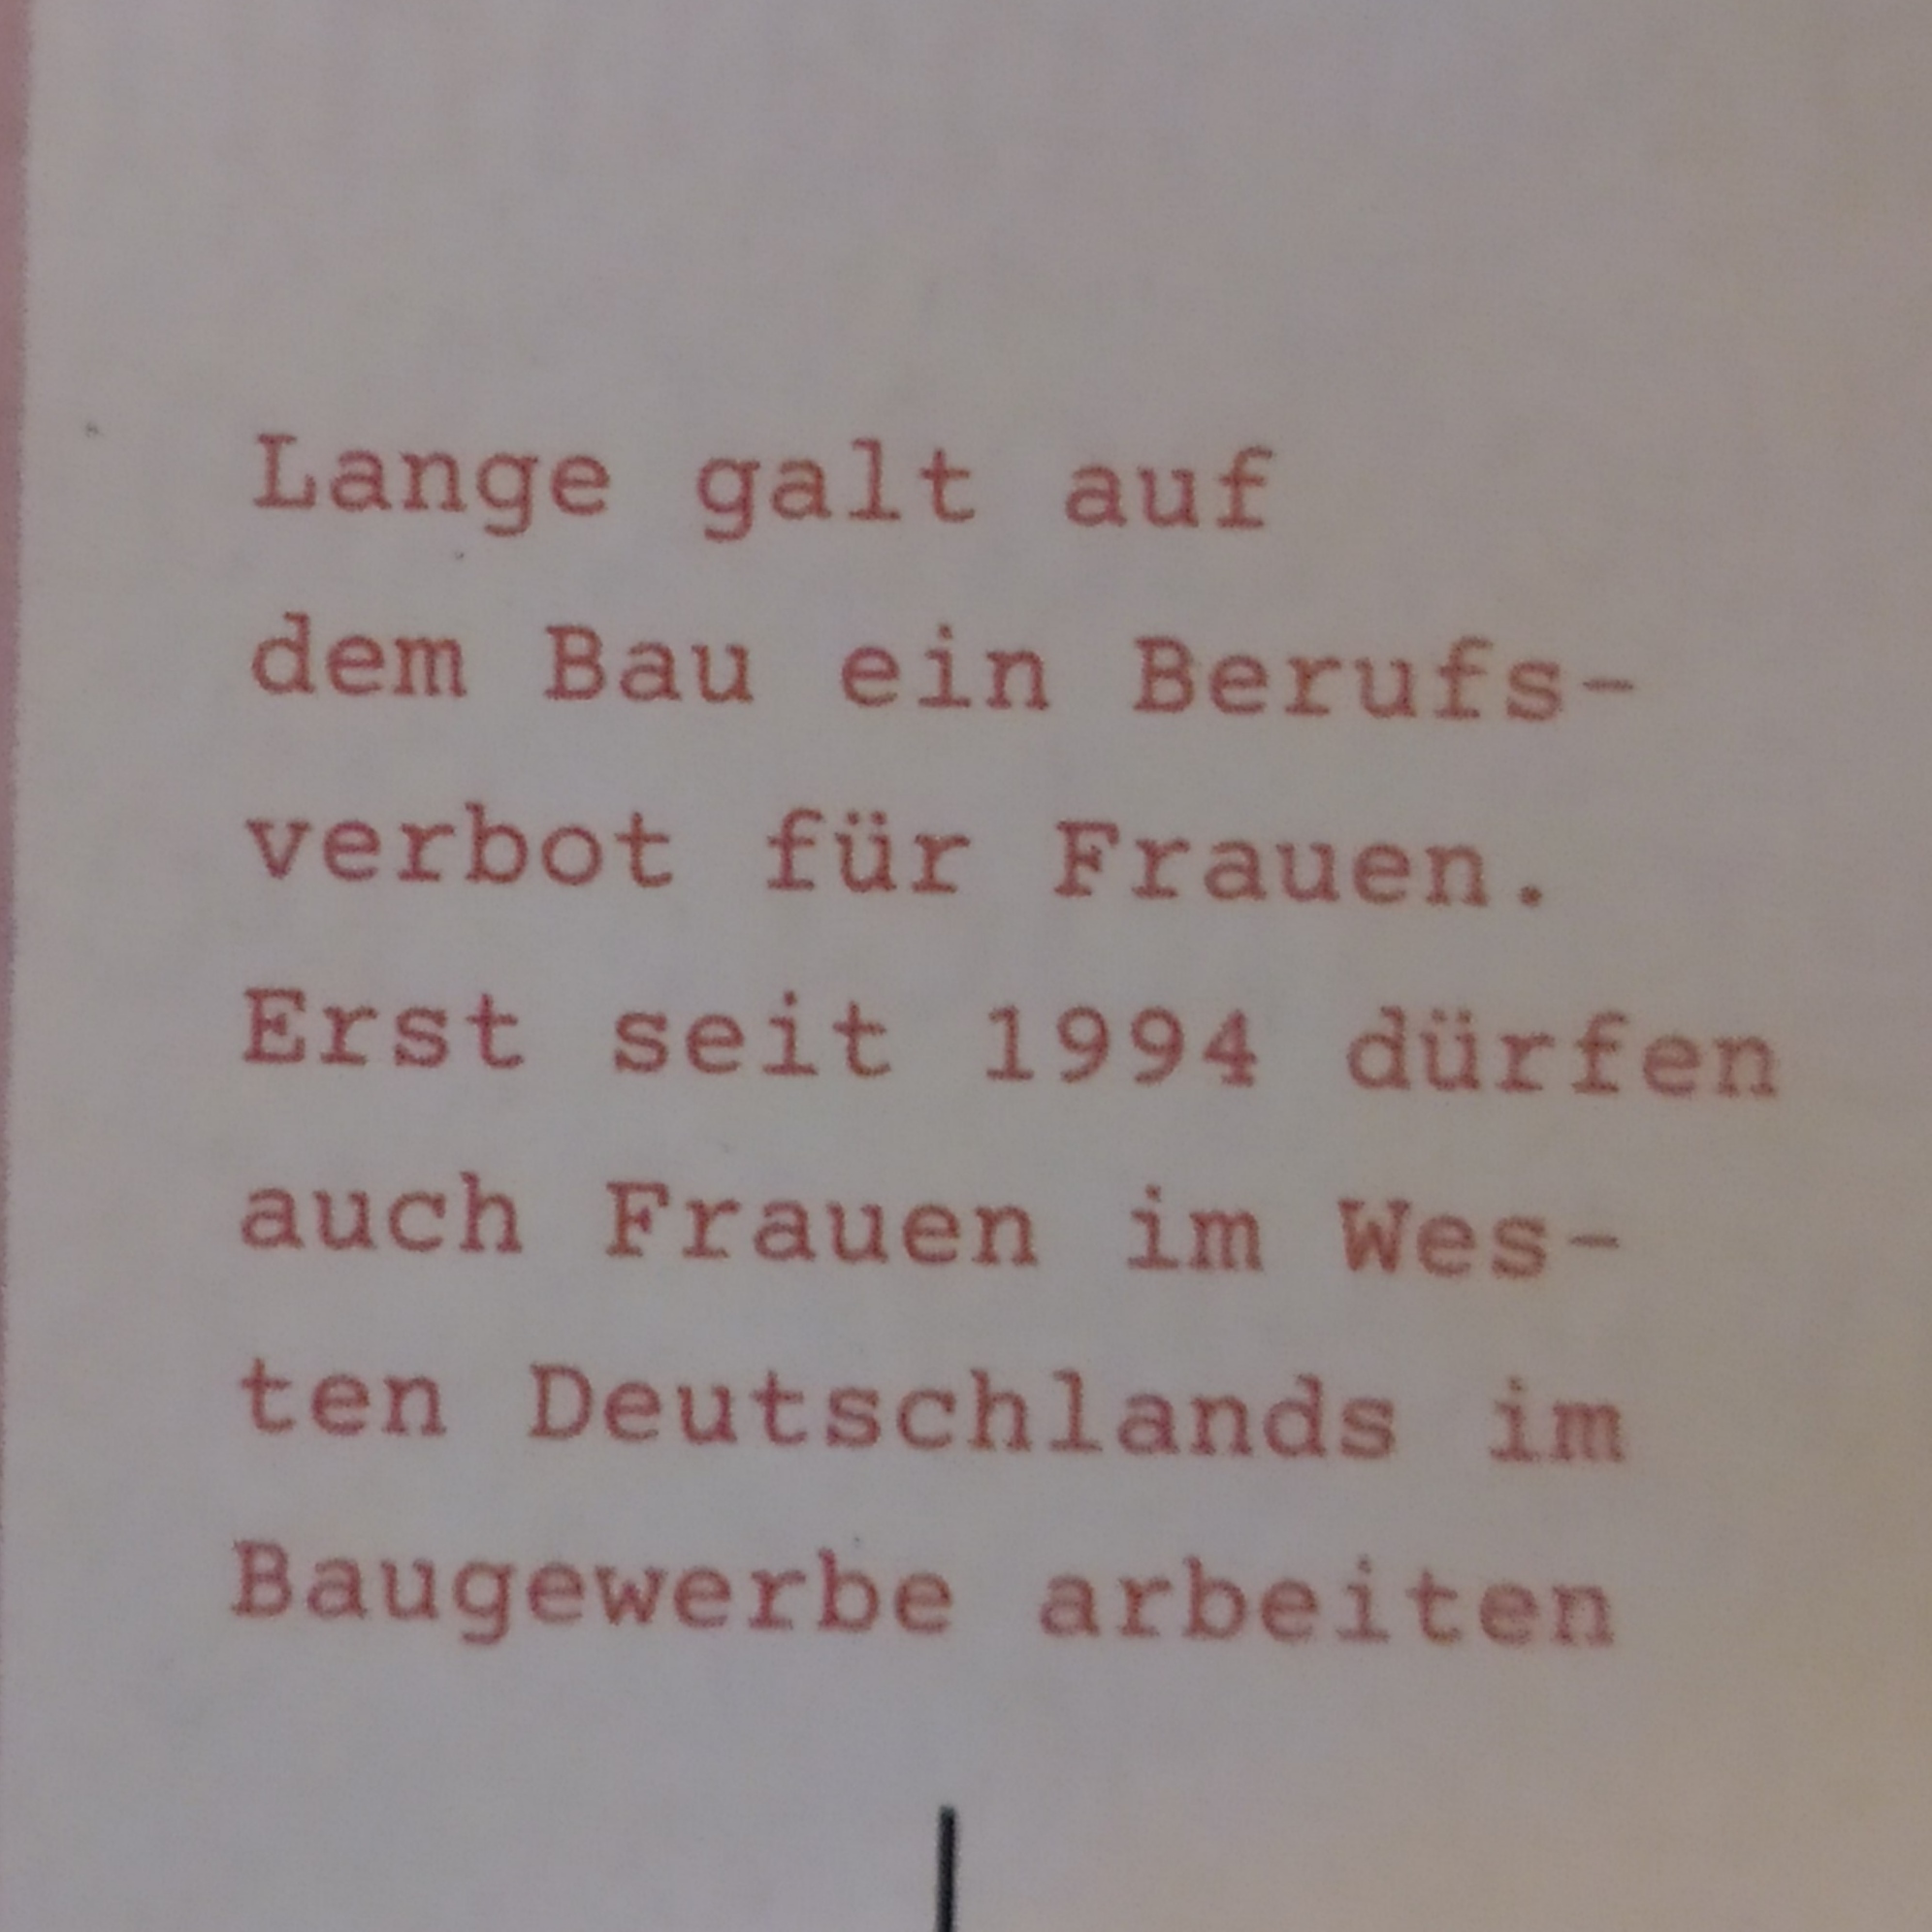 Lange galt auf
dem Bau ein Berufs-
verbot für Frauen.
Erst seit 1994 dürfen
auch Frauen im Wes-
ten Deutschlands im
Baugewerbe arbeiten